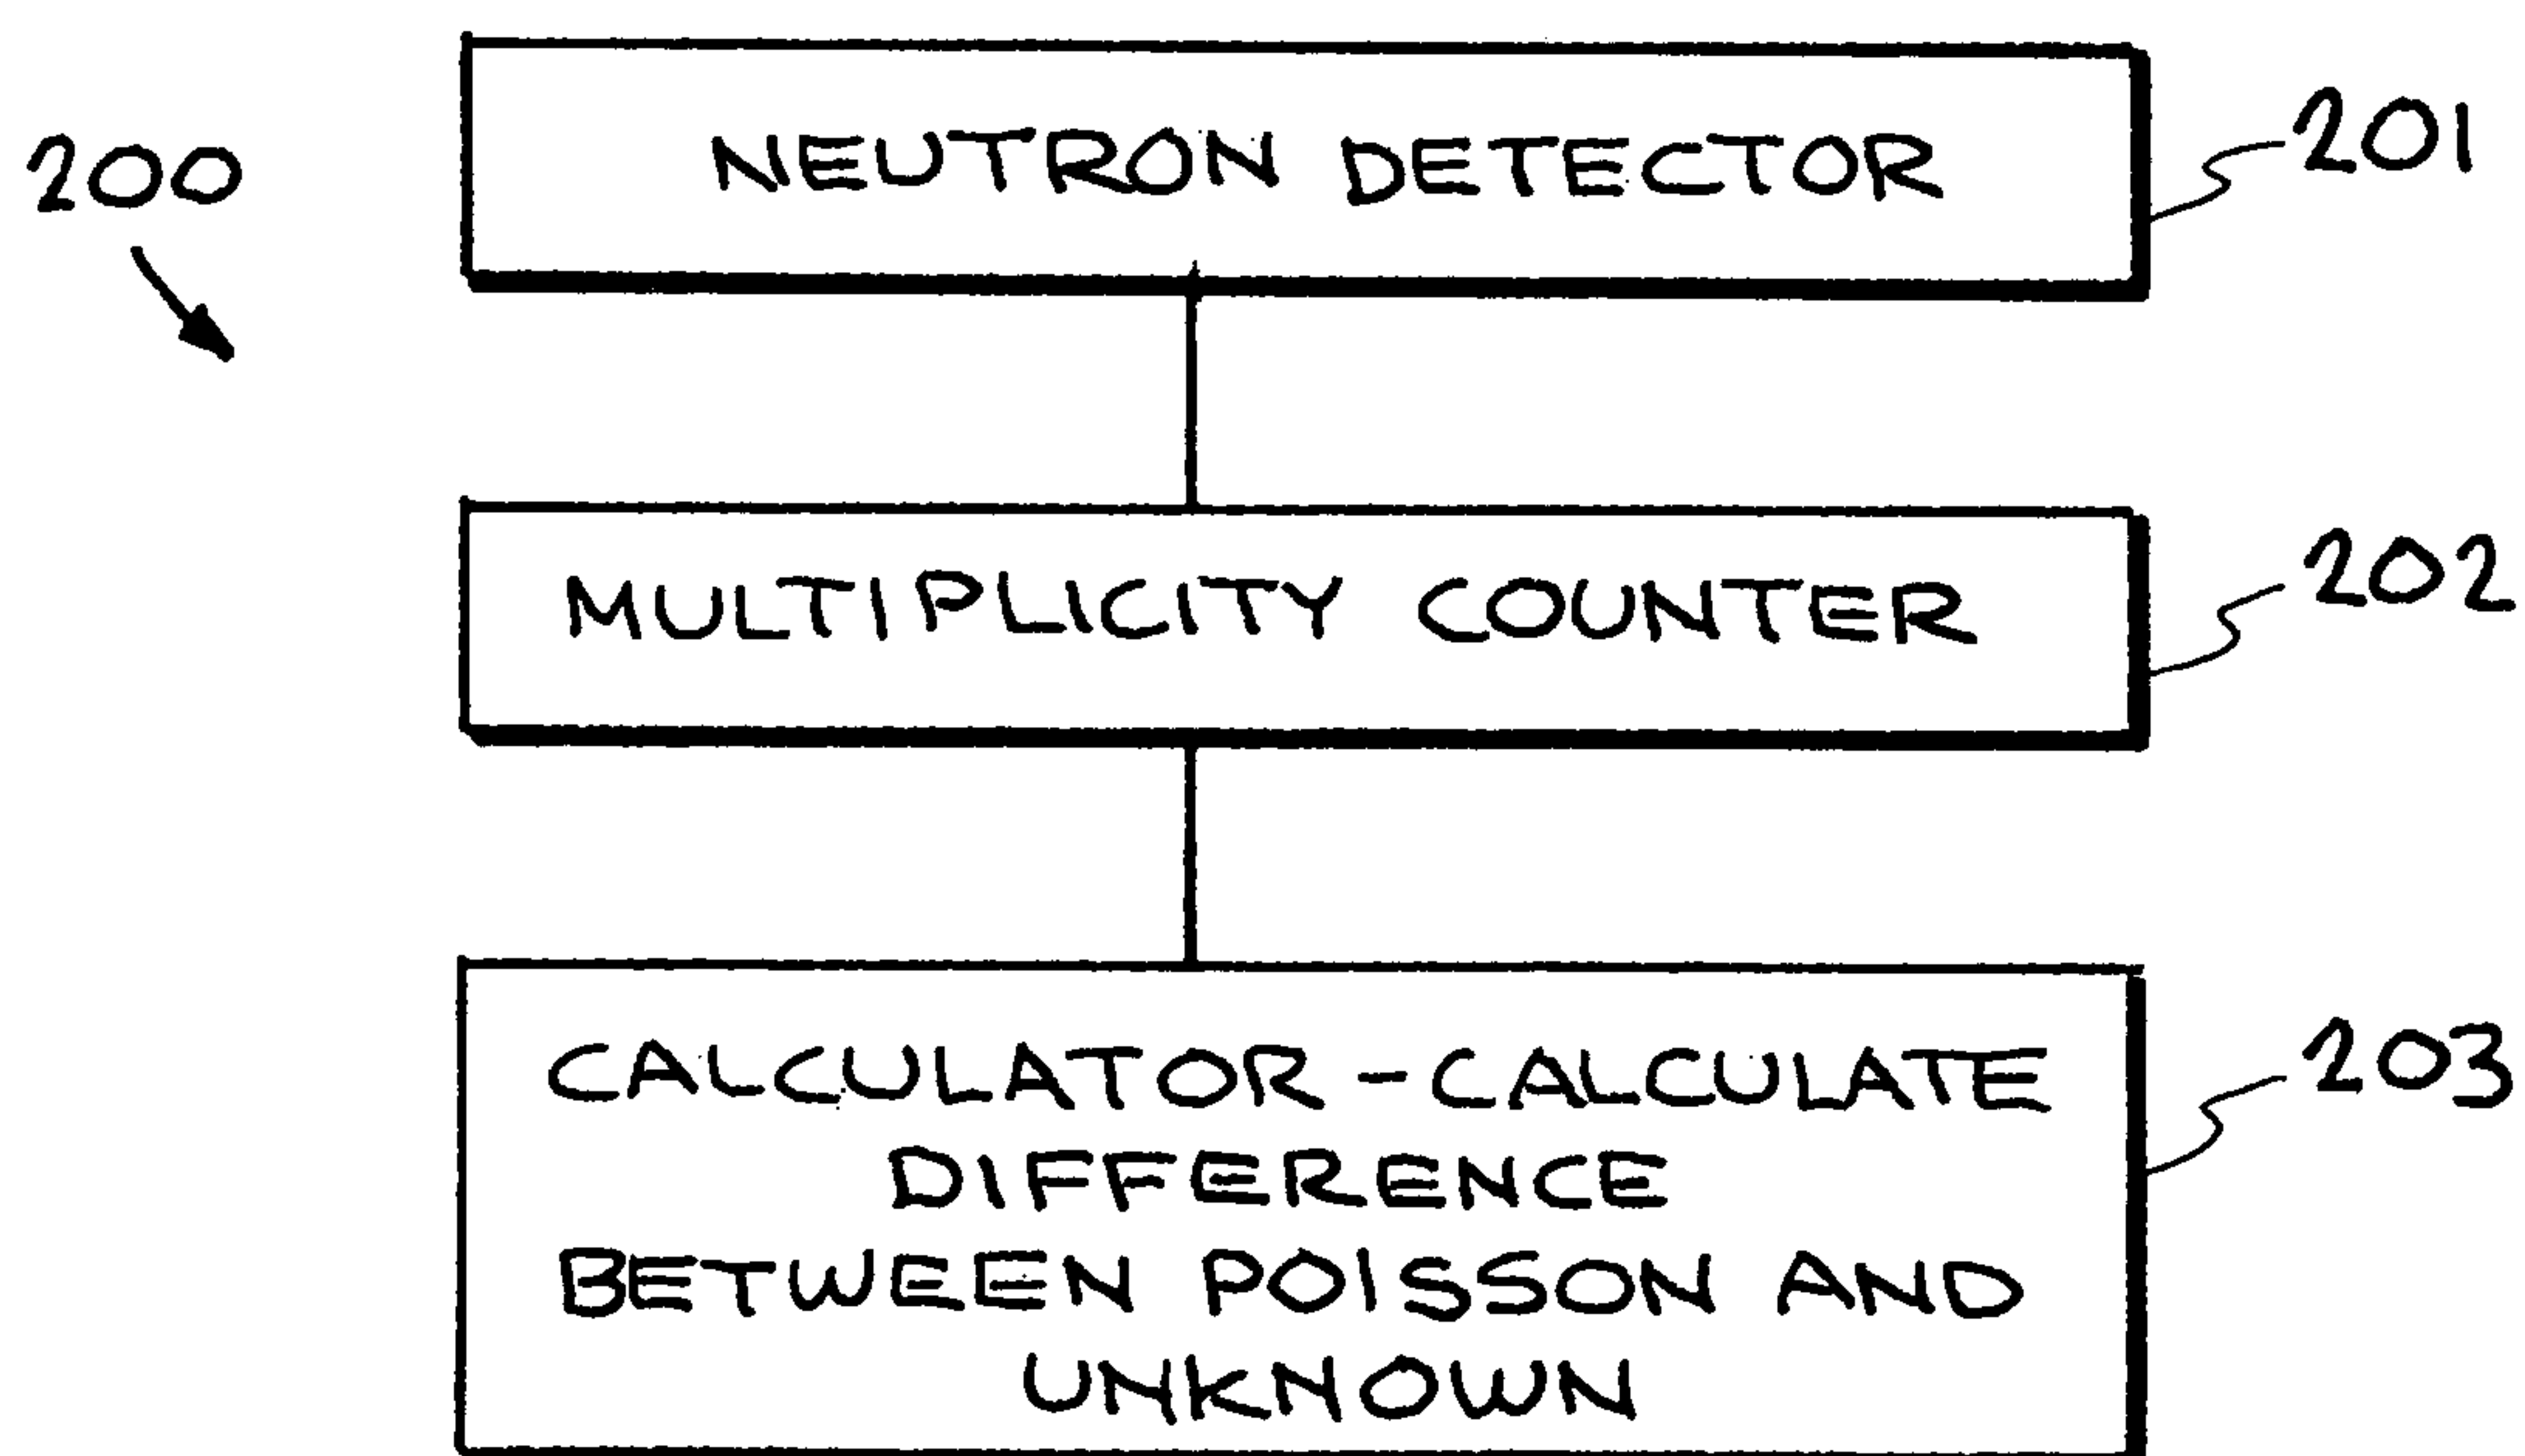 200
NEUTRON DETECTOR
201
MULTIPLICITY COUNTER
202
CALCULATOR - CALCULATE
DIFFERENCE
BETWEEN POISSON AND
UNKNOWN
203